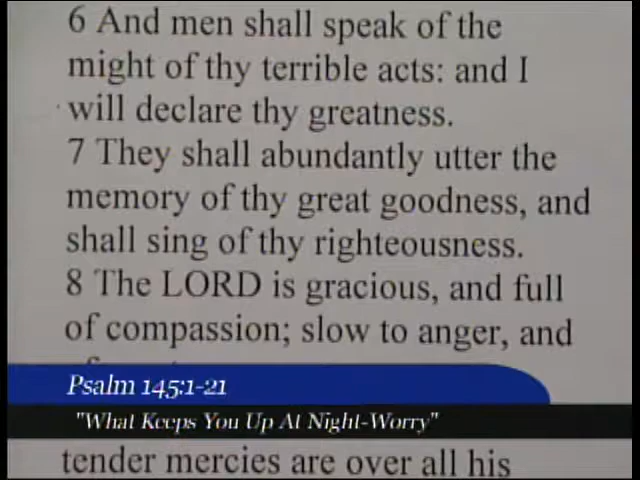 6 And men shall speak of the
might of thy terrible acts: and I
will declare thy greatness.
7 They shall abundantly utter the
memory of thy great goodness, and
shall sing of thy righteousness.
8 The LORD is gracious, and full
of compassion; slow to anger, and
Psalm 145:1-21
"What Keeps You Up At Night-Worry"
tender mercies are over all his